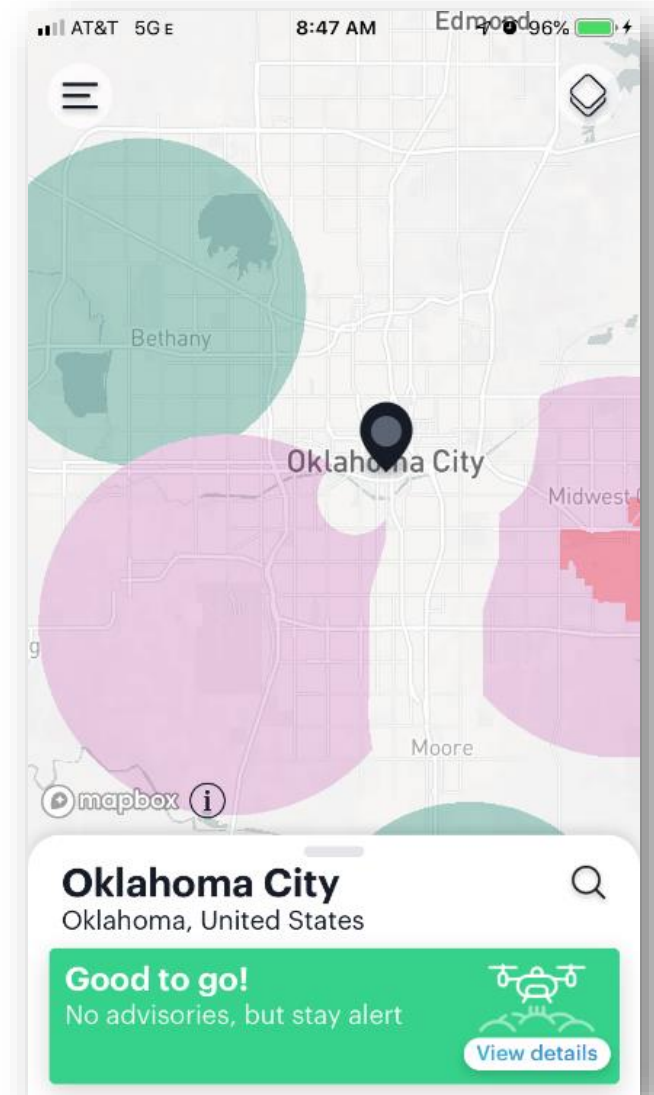 AT&T 5G E 8:47 AM 96%
Edmond
Bethany
Oklahoma City
Midwest
Moore
g
mapbox i
Oklahoma City
Oklahoma, United States
Good to go!
No advisories, but stay alert
View details